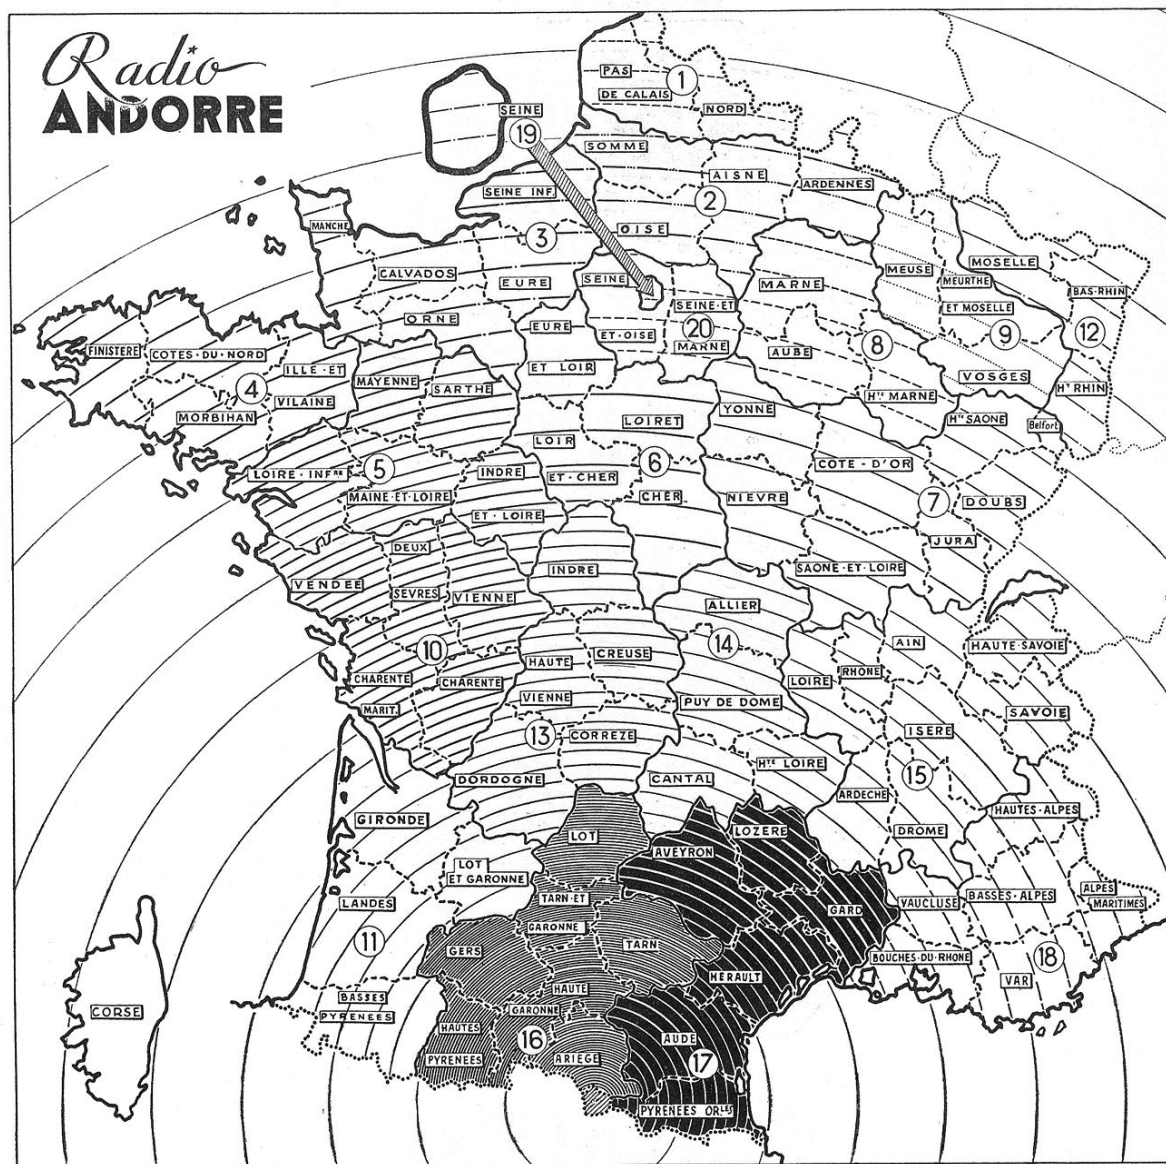 Radio
ANDORRE
PAS
DE CALAIS
1
NORD
SEINE
19
SOMME
AISNE
ARDENNES
SEINE INF.
2
OISE
3
MANCHE
CALVADOS
EURE
ORNE
SEINE
ET·OISE
SEINE·ET
20
MARNE
MARNE
MEUSE
MOSELLE
MEURTHE
ET MOSELLE
BAS-RHIN
12
9
8
AUBE
VOSGES
Hᵀ RHIN
Hᵀᴱ MARNE
Hᵀᴱ SAONE
Belfort
FINISTERE
COTES·DU·NORD
ILLE·ET
VILAINE
4
MORBIHAN
MAYENNE
SARTHE
EURE
ET LOIR
LOIRET
YONNE
LOIR
ET·CHER
6
CHER
COTE-D'OR
7
DOUBS
NIEVRE
JURA
LOIRE-INFᴿᴱ
5
MAINE·ET·LOIRE
INDRE
ET·LOIRE
DEUX
SEVRES
VENDEE
VIENNE
INDRE
SAONE·ET·LOIRE
ALLIER
14
10
HAUTE
VIENNE
CREUSE
CHARENTE
MARIT.
CHARENTE
LOIRE
RHONE
AIN
HAUTE-SAVOIE
PUY DE DOME
SAVOIE
ISERE
13
CORREZE
DORDOGNE
CANTAL
Hᵀᴱ LOIRE
15
ARDECHE
DROME
HAUTES-ALPES
GIRONDE
LOT
AVEYRON
LOZERE
LOT
ET GARONNE
LANDES
TARN·ET
GARONNE
TARN
GARD
VAUCLUSE
BASSES-ALPES
ALPES
MARITIMES
11
GERS
HERAULT
BOUCHES·DU·RHONE
18
VAR
BASSES
PYRENEES
HAUTE
GARONNE
HAUTES
PYRENEES
16
ARIEGE
AUDE
17
PYRENEES OR.LES
CORSE